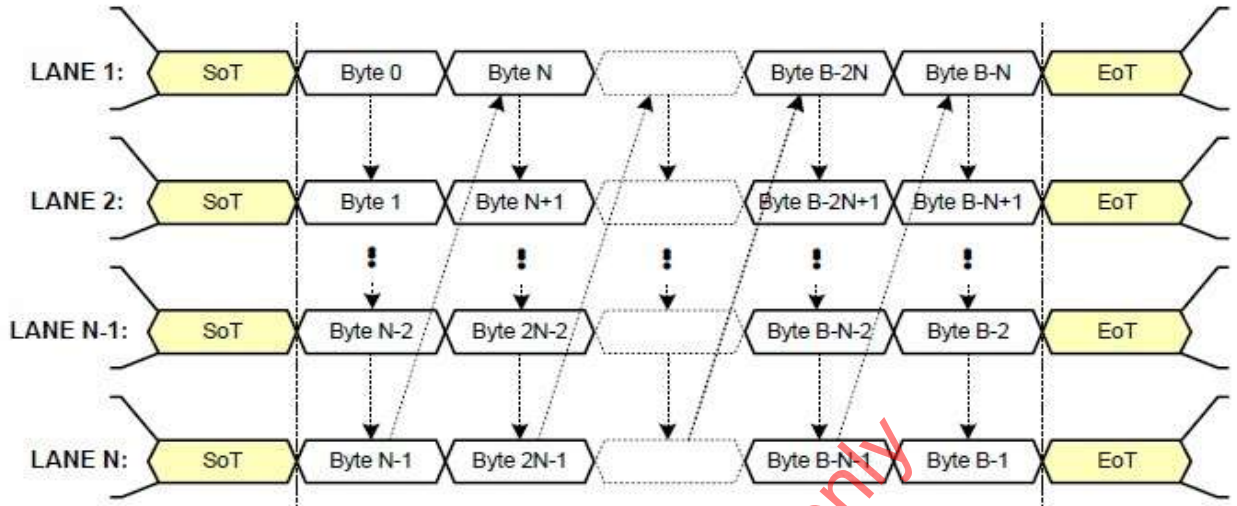 LANE 1: SoT Byte 0 Byte N Byte B-2N Byte B-N EoT
LANE 2: SoT Byte 1 Byte N+1 Byte B-2N+1 Byte B-N+1 EoT
LANE N-1: SoT Byte N-2 Byte 2N-2 Byte B-N-2 Byte B-2 EoT
LANE N: SoT Byte N-1 Byte 2N-1 Byte B-N-1 Byte B-1 EoT
only